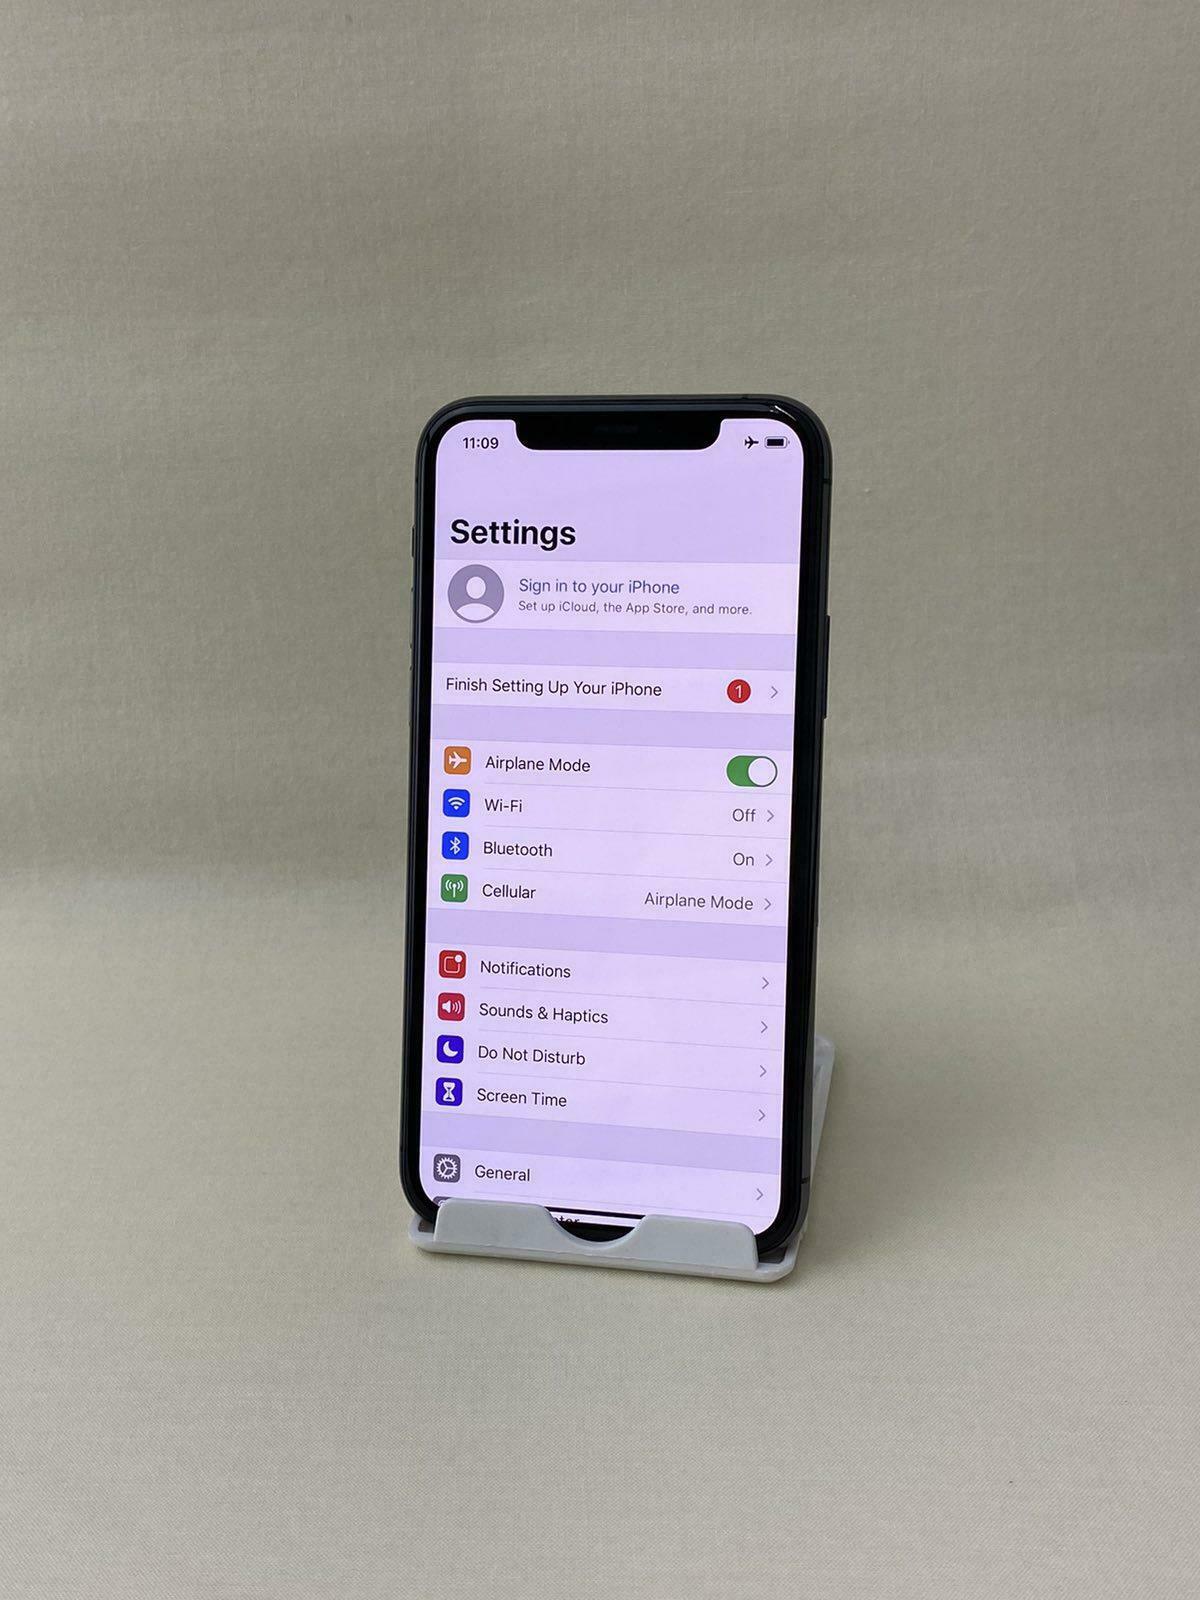 11:09
Settings
Sign in to your iPhone
Set up iCloud, the App Store, and more.
Finish Setting Up Your iPhone 1
Airplane Mode
Wi-Fi Off
Bluetooth On
Cellular Airplane Mode
Notifications
Sounds & Haptics
Do Not Disturb
Screen Time
General